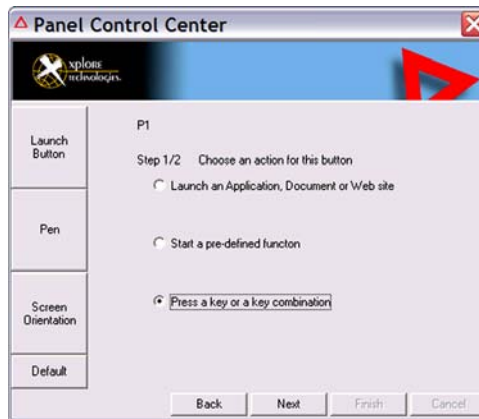 Panel Control Center
xplore
technologies.
Launch
Button
Pen
Screen
Orientation
Default
P1
Step 1/2 Choose an action for this button
Launch an Application, Document or Web site
Start a pre-defined functon
Press a key or a key combination
Back Next Finish Cancel